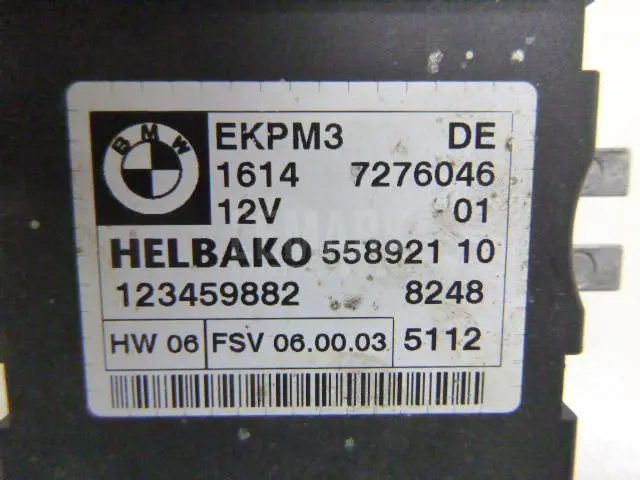 BMW
EKPM3 DE
1614 7276046
12V 01
HELBAKO 558921 10
123459882 8248
HW 06 FSV 06.00.03 5112